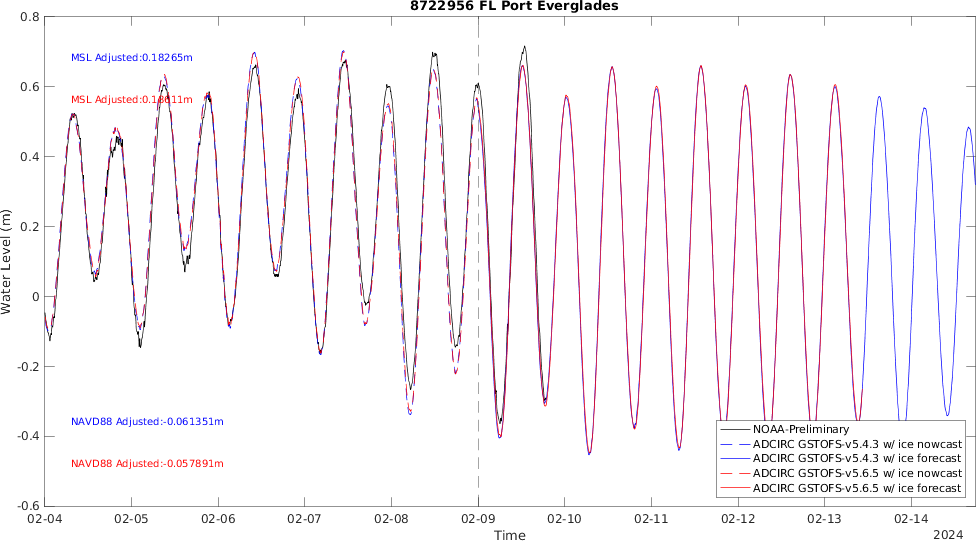 8722956 FL Port Everglades
0.8
0.6
0.4
0.2
0
-0.2
-0.4
-0.6
Water Level (m)
MSL Adjusted:0.18265m
MSL Adjusted:0.18611m
NAVD88 Adjusted:-0.061351m
NAVD88 Adjusted:-0.057891m
NOAA-Preliminary
ADCIRC GSTOFS-v5.4.3 w/ ice nowcast
ADCIRC GSTOFS-v5.4.3 w/ ice forecast
ADCIRC GSTOFS-v5.6.5 w/ ice nowcast
ADCIRC GSTOFS-v5.6.5 w/ ice forecast
02-04 02-05 02-06 02-07 02-08 02-09 02-10 02-11 02-12 02-13 02-14
Time
2024